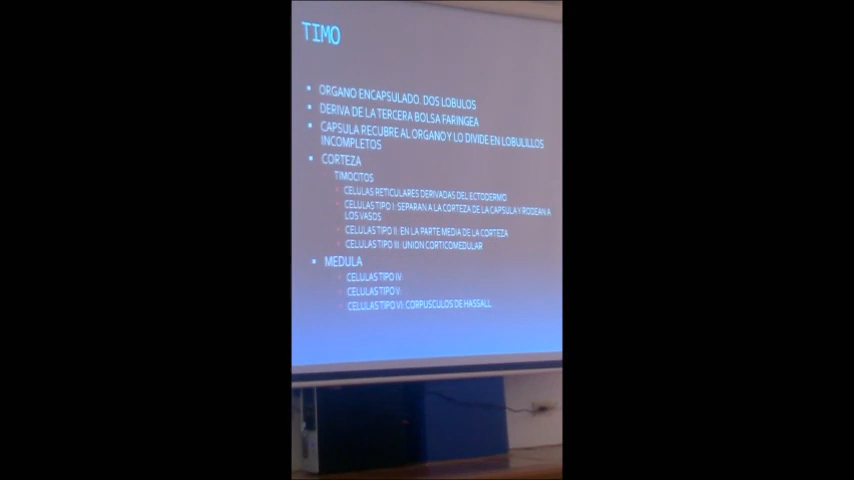 TIMO
ORGANO ENCAPSULADO. DOS LOBULOS
DERIVA DE LA TERCERA BOLSA FARINGEA
CAPSULA RECUBRE AL ORGANO Y LO DIVIDE EN LOBULILLOS
INCOMPLETOS
CORTEZA
TIMOCITOS
CELULAS RETICULARES DERIVADAS DEL ECTODERMO
CELULAS TIPO I: SEPARAN A LA CORTEZA DE LA CAPSULA Y RODEAN A
LOS VASOS
CELULAS TIPO II: EN LA PARTE MEDIA DE LA CORTEZA
CELULAS TIPO III: UNION CORTICOMEDULAR
MEDULA
CELULAS TIPO IV:
CELULAS TIPO V:
CELULAS TIPO VI: CORPUSCULOS DE HASSALL